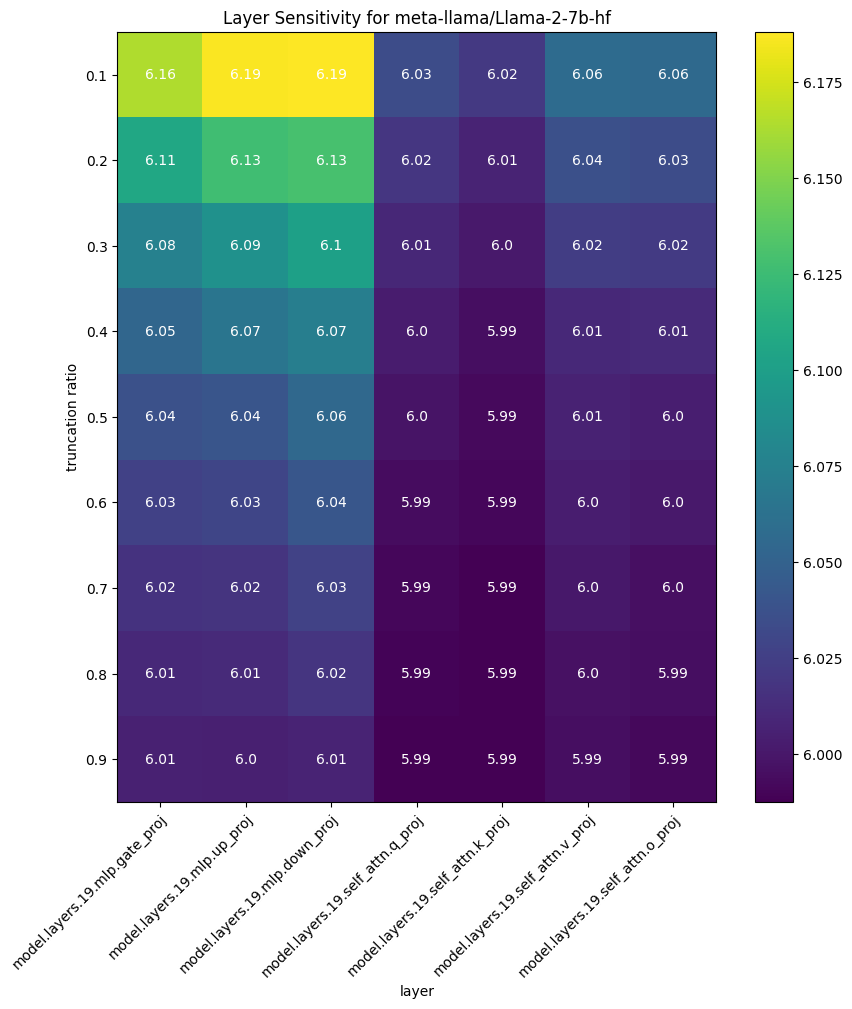 Layer Sensitivity for meta-llama/Llama-2-7b-hf
truncation ratio
0.1 6.16 6.19 6.19 6.03 6.02 6.06 6.06
0.2 6.11 6.13 6.13 6.02 6.01 6.04 6.03
0.3 6.08 6.09 6.1 6.01 6.0 6.02 6.02
0.4 6.05 6.07 6.07 6.0 5.99 6.01 6.01
0.5 6.04 6.04 6.06 6.0 5.99 6.01 6.0
0.6 6.03 6.03 6.04 5.99 5.99 6.0 6.0
0.7 6.02 6.02 6.03 5.99 5.99 6.0 6.0
0.8 6.01 6.01 6.02 5.99 5.99 6.0 5.99
0.9 6.01 6.0 6.01 5.99 5.99 5.99 5.99
model.layers.19.mlp.gate_proj
model.layers.19.mlp.up_proj
model.layers.19.mlp.down_proj
model.layers.19.self_attn.q_proj
model.layers.19.self_attn.k_proj
model.layers.19.self_attn.v_proj
model.layers.19.self_attn.o_proj
layer
6.175
6.150
6.125
6.100
6.075
6.050
6.025
6.000